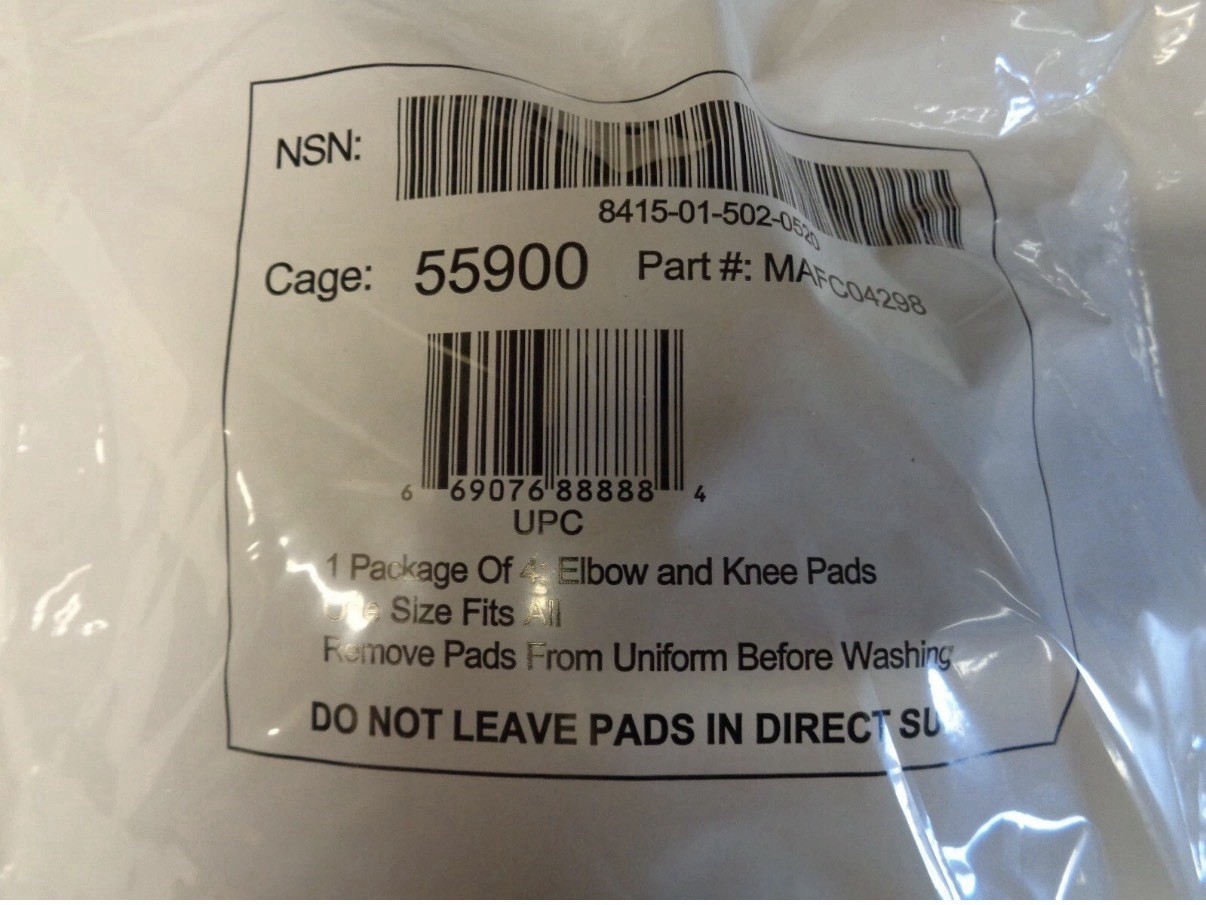 NSN:
8415-01-502-0520
Cage: 55900 Part #: MAFC04298
6 69076 88888 4
UPC
1 Package Of 4, Elbow and Knee Pads
One Size Fits All
Remove Pads From Uniform Before Washing
DO NOT LEAVE PADS IN DIRECT